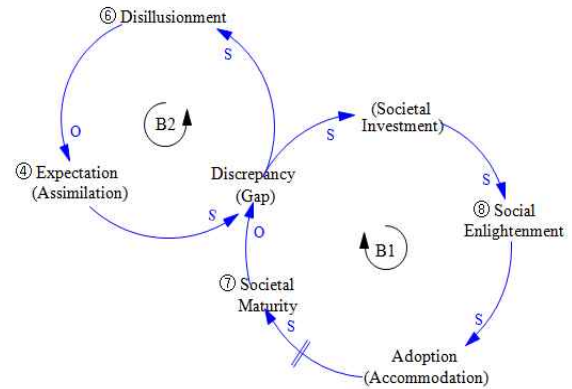 ⑥ Disillusionment
S
(Societal
Investment)
S
O
B2
④ Expectation
(Assimilation)
Discrepancy
(Gap)
S
S
⑧ Social
Enlightenment
O
B1
⑦ Societal
Maturity
S
S
Adoption
(Accommodation)